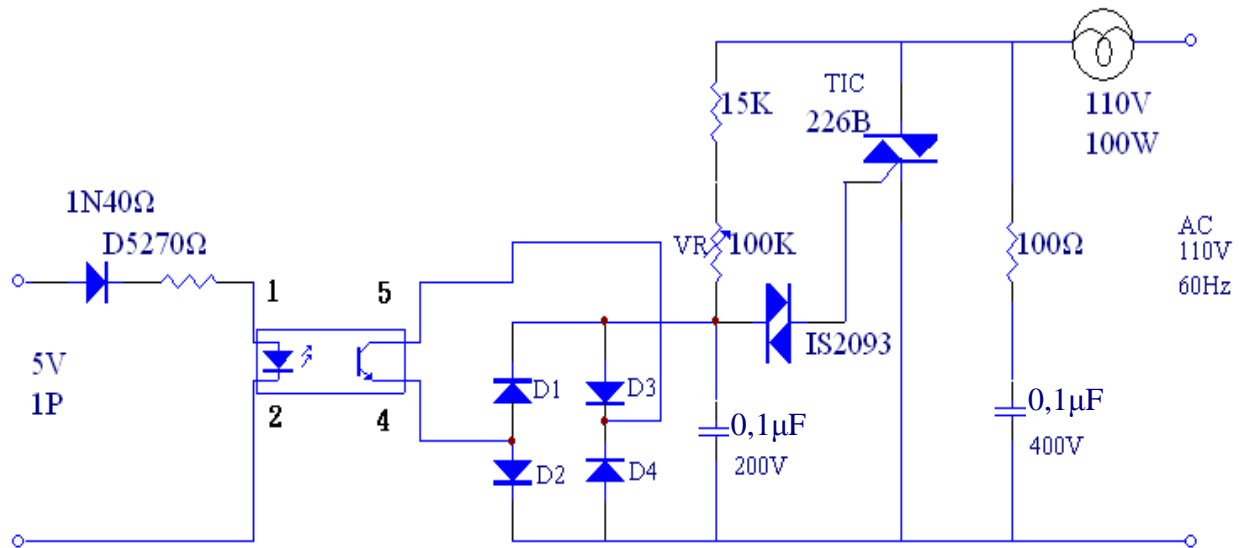 TIC
226B
15K
110V
100W
1N40Ω
D5270Ω
VR
100K
100Ω
AC
110V
60Hz
1
5
IS2093
5V
1P
2
4
D1
D3
D2
D4
0,1μF
200V
0,1μF
400V